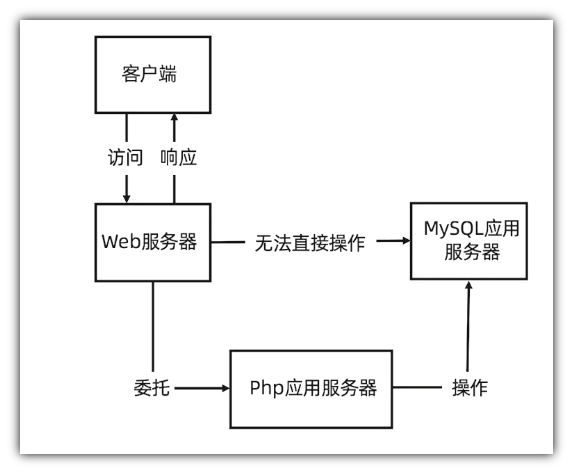 客户端
访问
响应
Web服务器
无法直接操作
MySQL应用
服务器
委托
Php应用服务器
操作